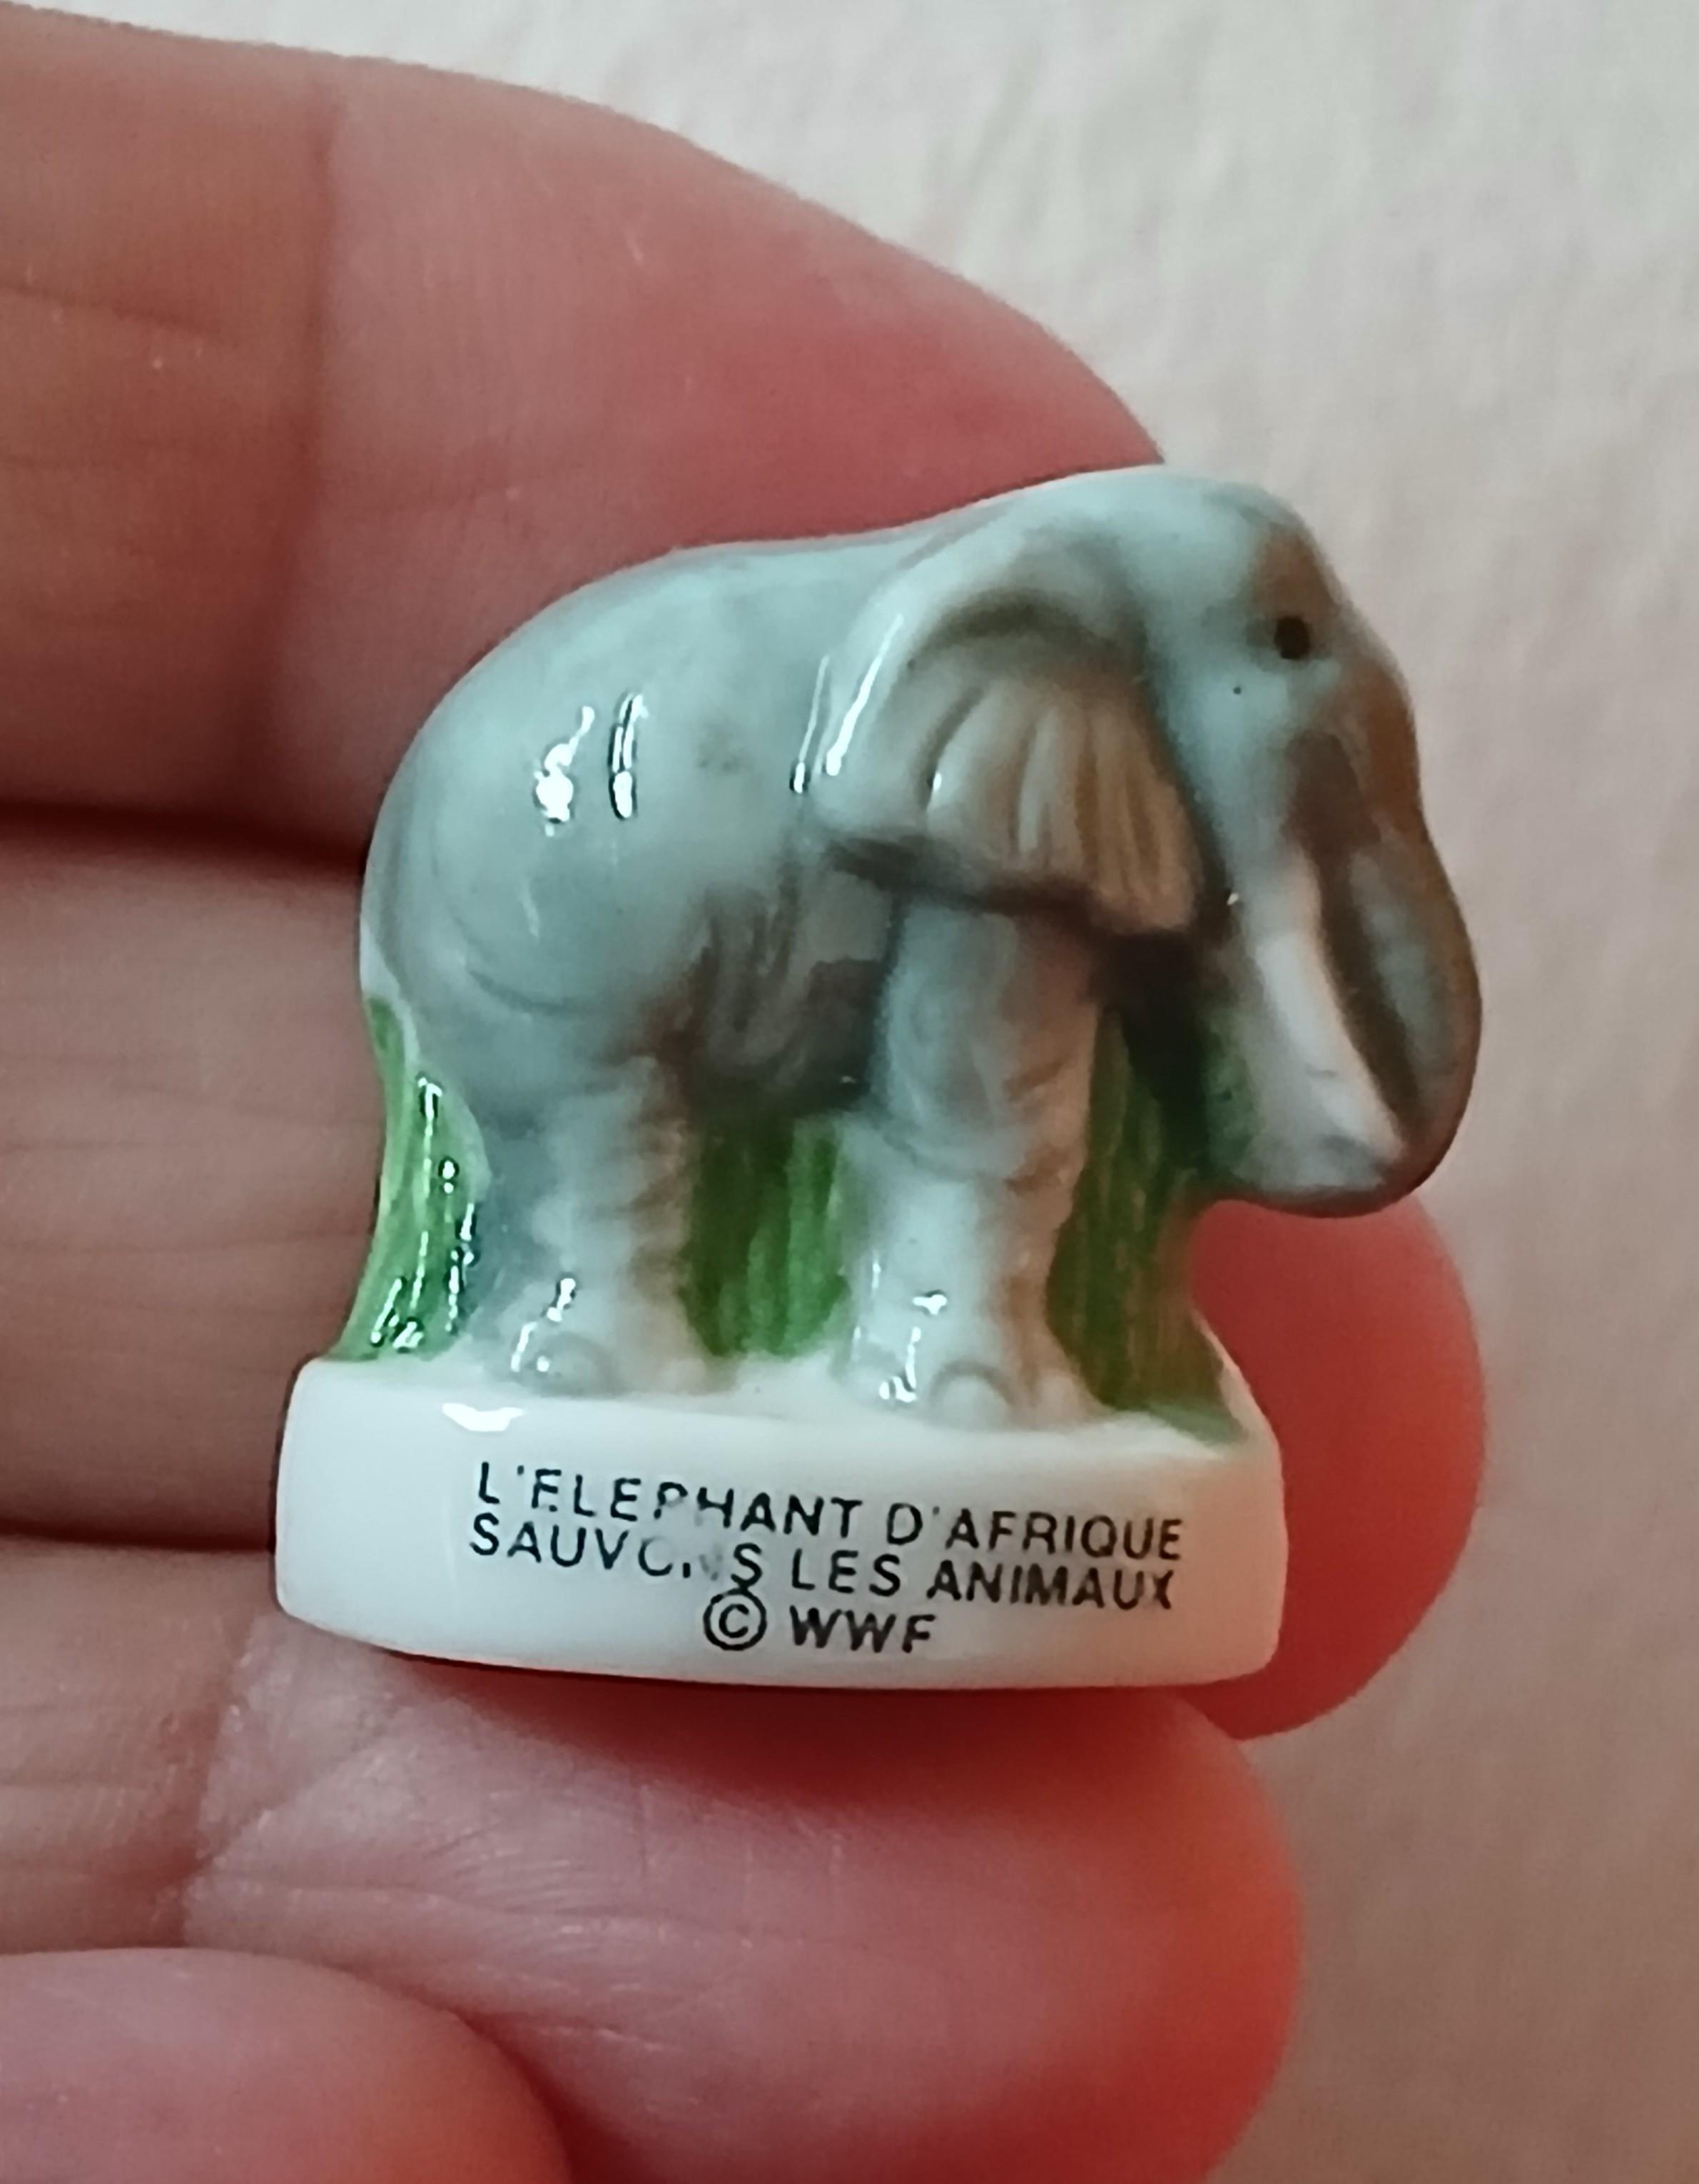 L'ELEPHANT D'AFRIQUE
SAUVONS LES ANIMAUX
© WWF